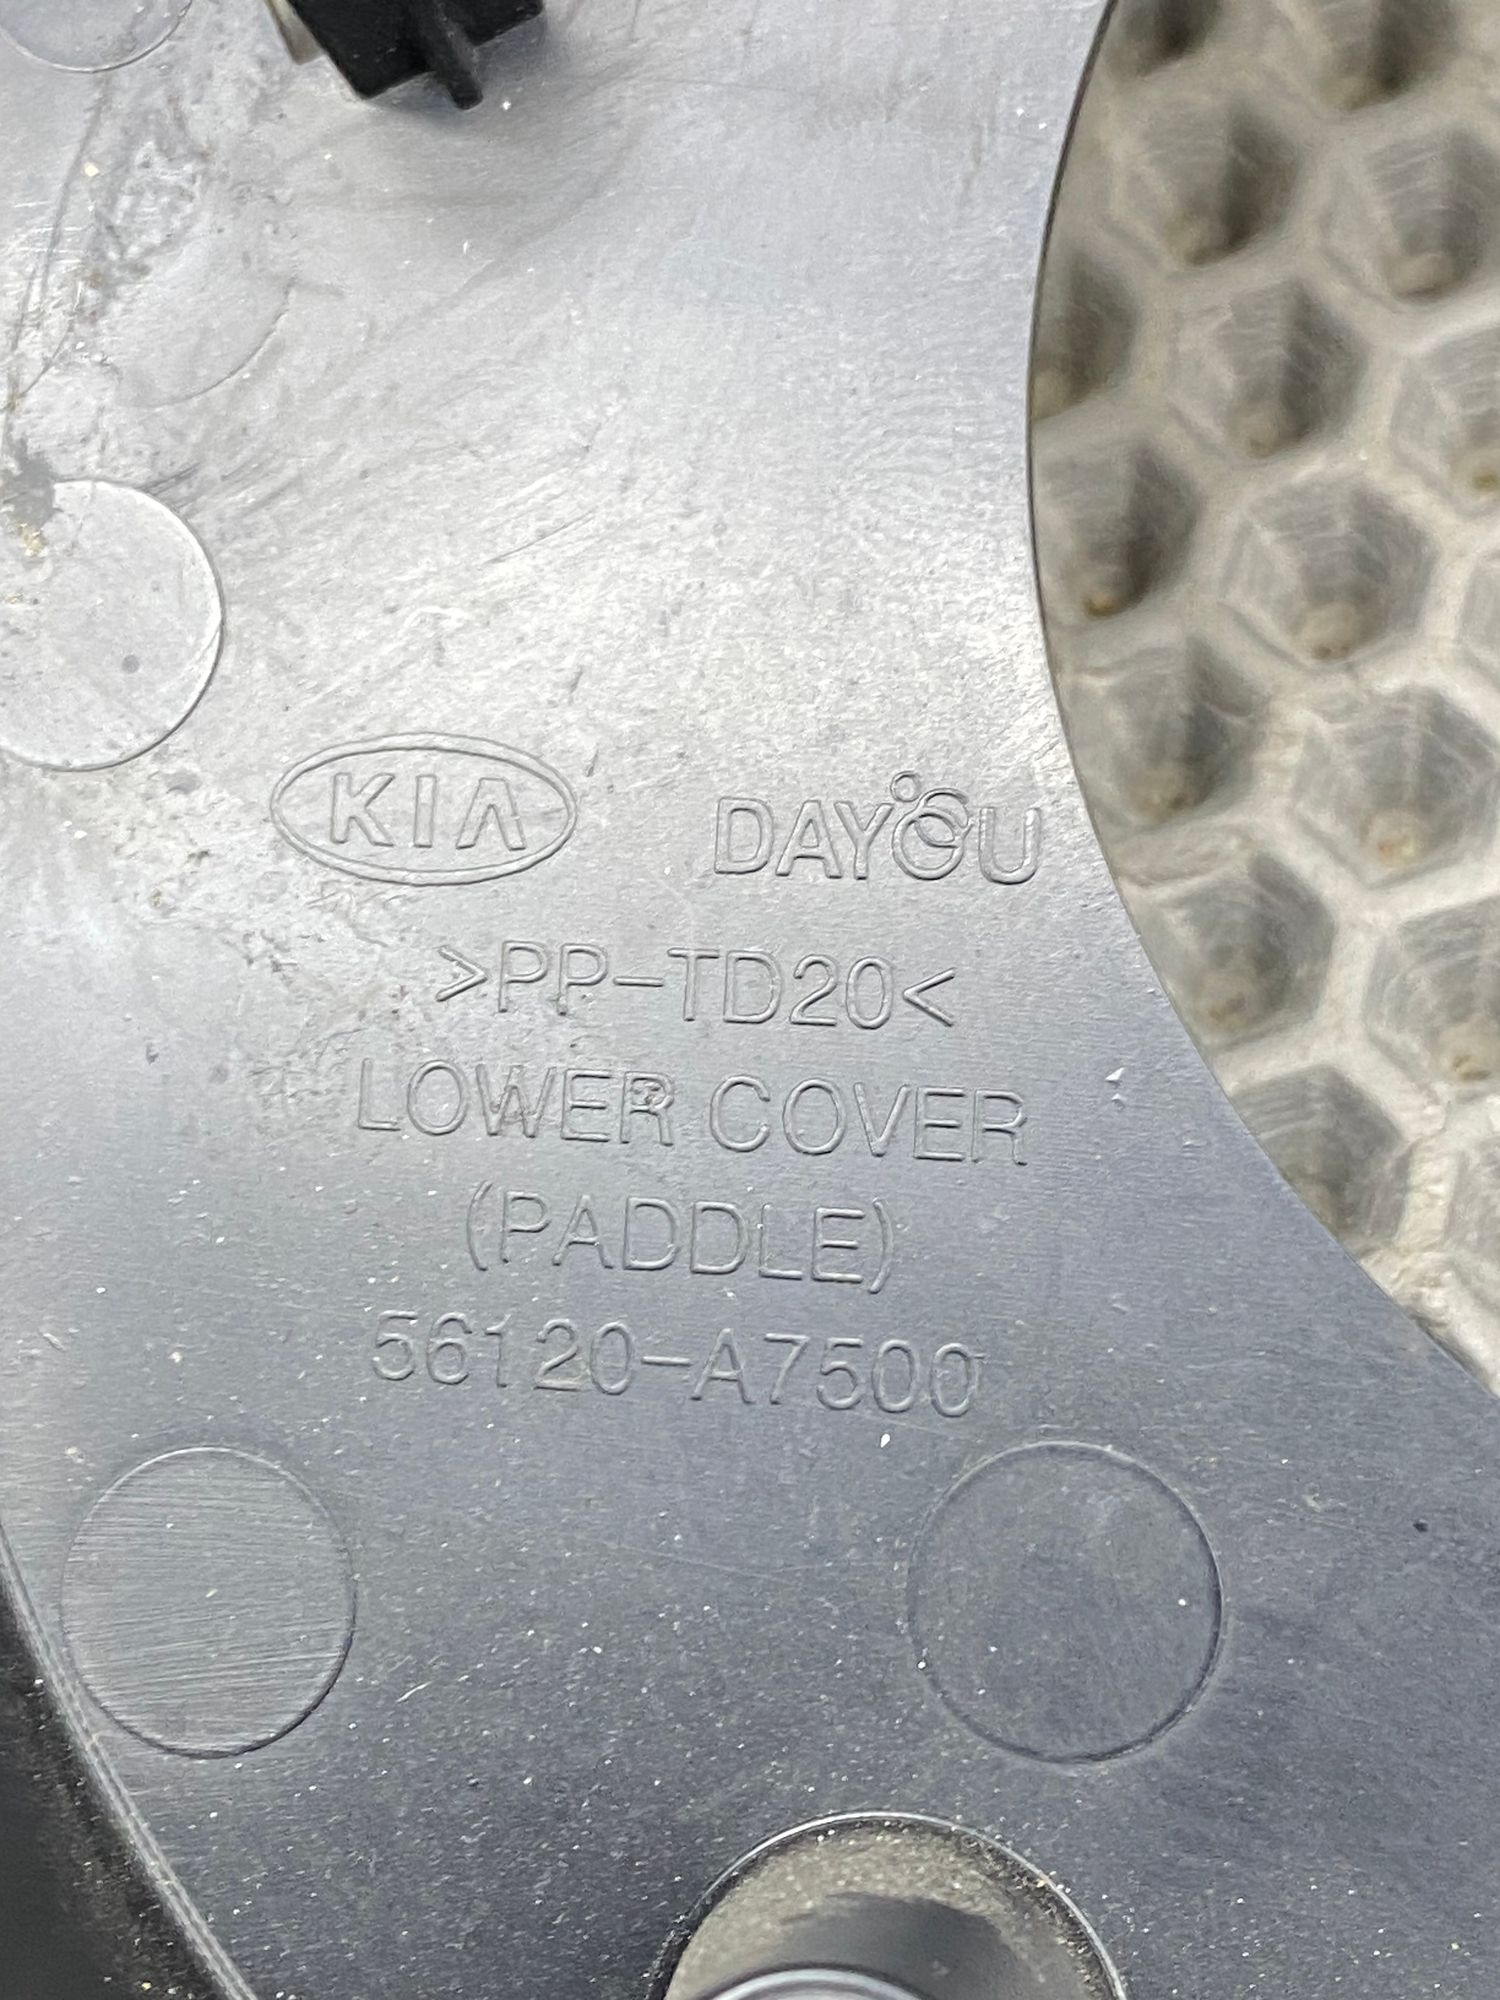 KIA DAYOU
>PP-TD20<
LOWER COVER
(PADDLE)
56120-A7500